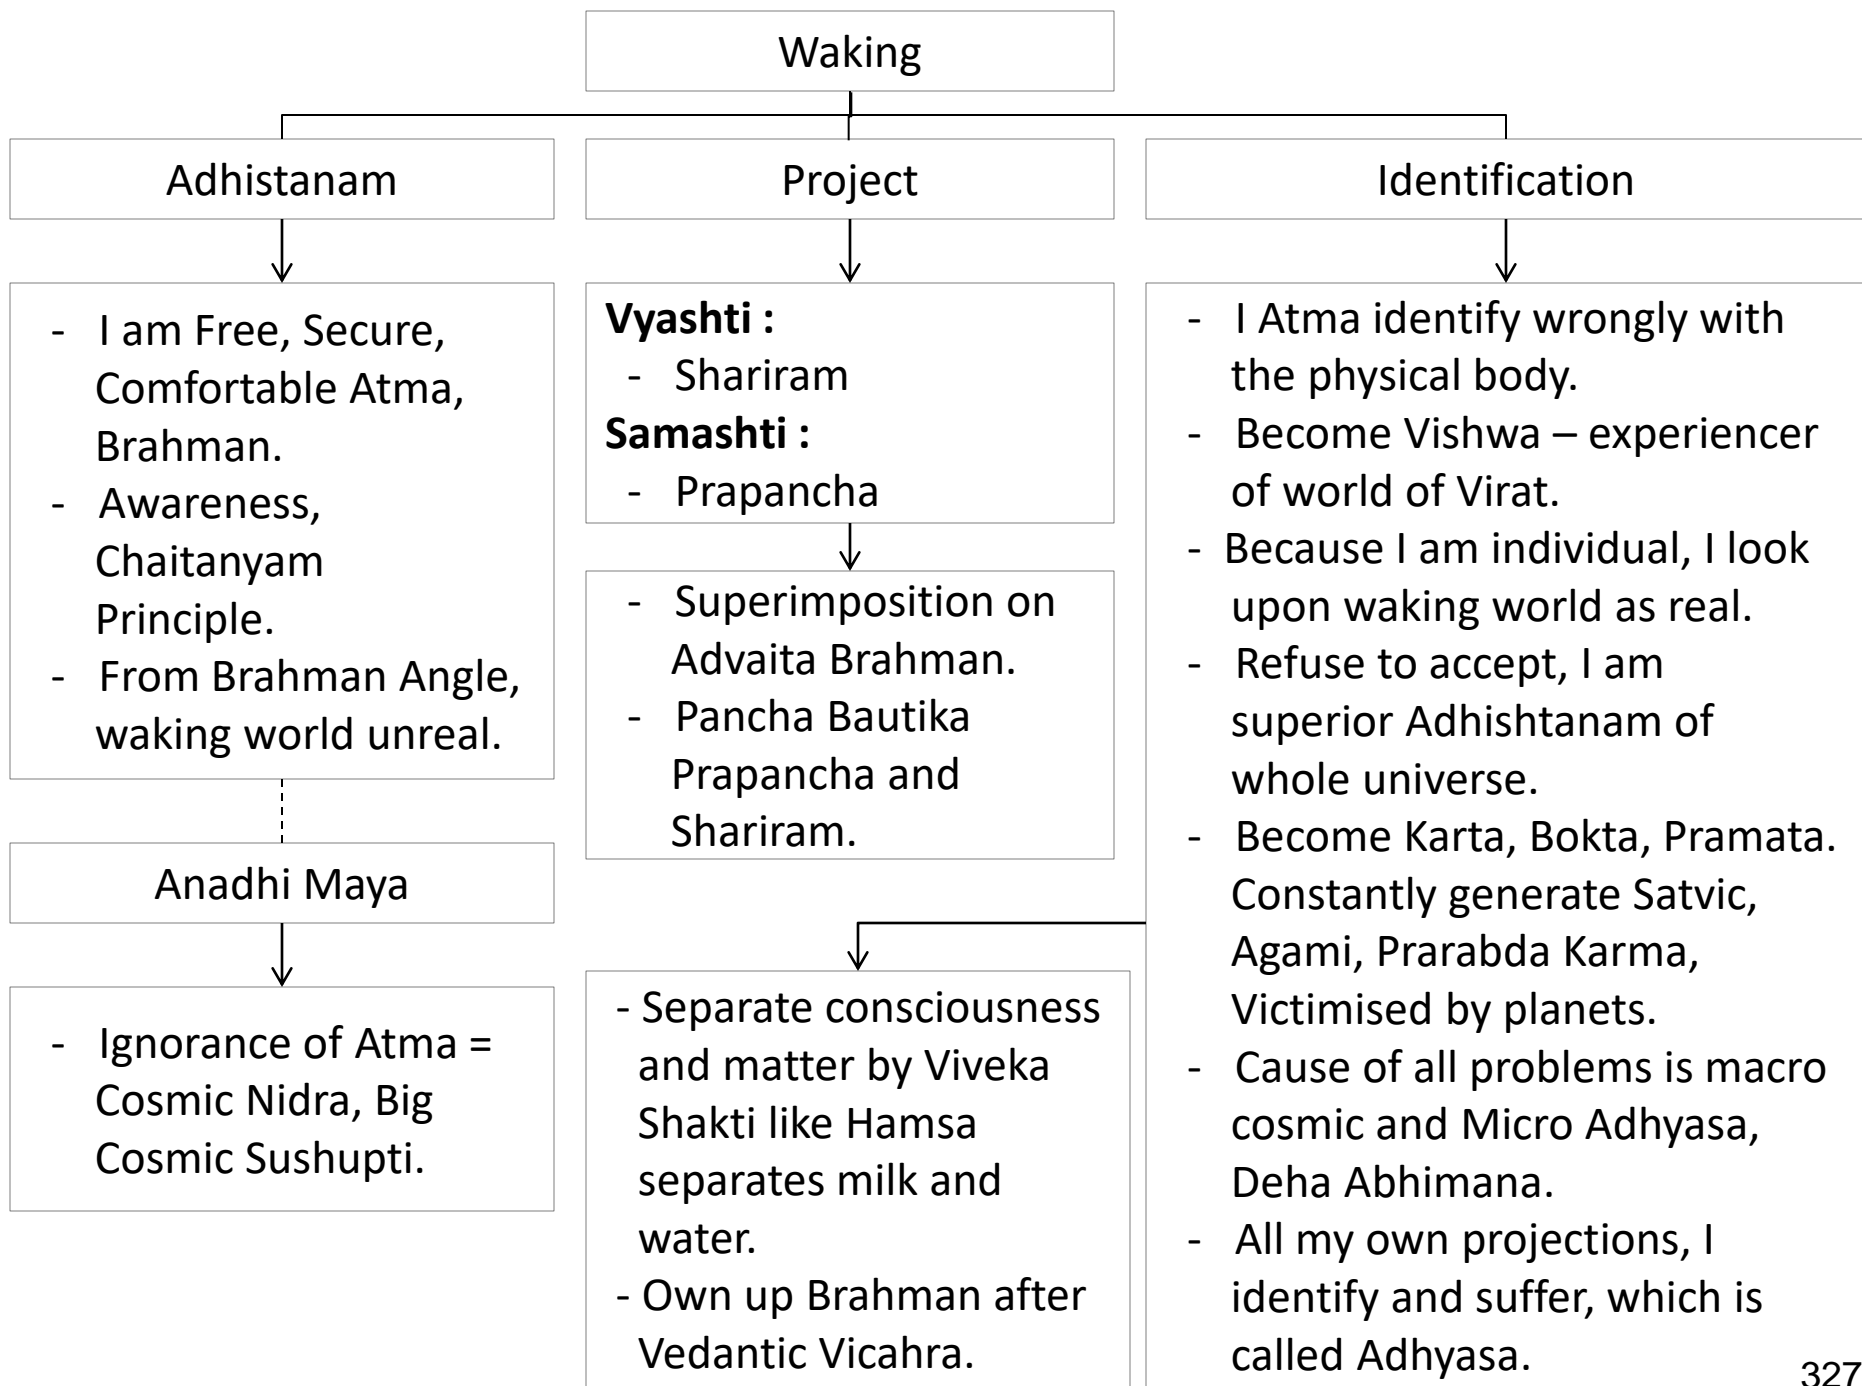 Waking
Adhistanam
Project
Identification
- I am Free, Secure,
Comfortable Atma,
Brahman.
- Awareness,
Chaitanyam
Principle.
- From Brahman Angle,
waking world unreal.
Anadhi Maya
- Ignorance of Atma =
Cosmic Nidra, Big
Cosmic Sushupti.
Vyashti :
- Shariram
Samashti :
- Prapancha
- Superimposition on
Advaita Brahman.
- Pancha Bautika
Prapancha and
Shariram.
- I Atma identify wrongly with
the physical body.
- Become Vishwa – experiencer
of world of Virat.
- Because I am individual, I look
upon waking world as real.
- Refuse to accept, I am
superior Adhishtanam of
whole universe.
- Become Karta, Bokta, Pramata.
Constantly generate Satvic,
Agami, Prarabda Karma,
Victimised by planets.
- Cause of all problems is macro
cosmic and Micro Adhyasa,
Deha Abhimana.
- All my own projections, I
identify and suffer, which is
called Adhyasa.
- Separate consciousness
and matter by Viveka
Shakti like Hamsa
separates milk and
water.
- Own up Brahman after
Vedantic Vicahra.
327